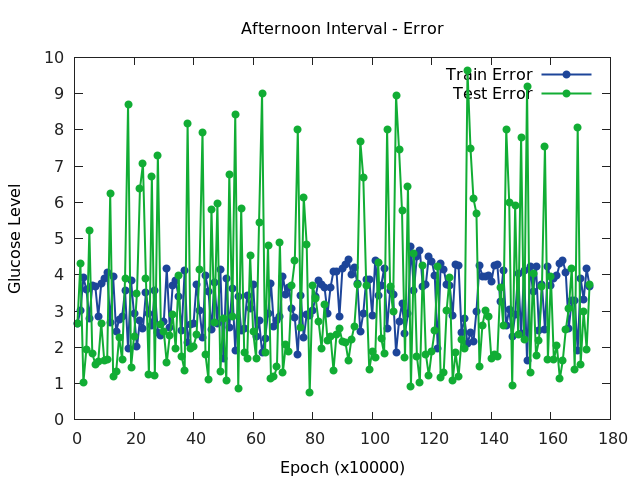 Afternoon Interval - Error
10
9
8
7
6
5
4
3
2
1
0
Glucose Level
Train Error
Test Error
0 20 40 60 80 100 120 140 160 180
Epoch (x10000)